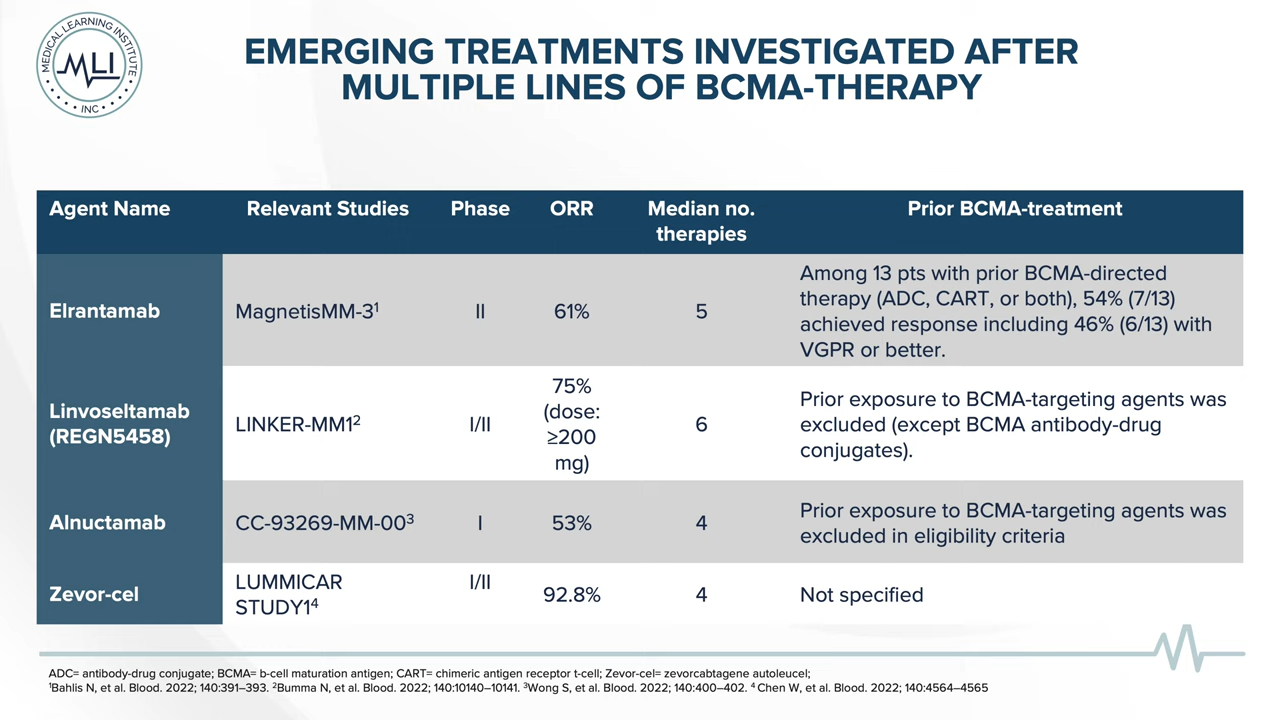 MEDICAL LEARNING INSTITUTE
MLI
INC
EMERGING TREATMENTS INVESTIGATED AFTER
MULTIPLE LINES OF BCMA-THERAPY
Agent Name Relevant Studies Phase ORR Median no.
therapies Prior BCMA-treatment
Elrantamab MagnetisMM-3¹ II 61% 5
Among 13 pts with prior BCMA-directed
therapy (ADC, CART, or both), 54% (7/13)
achieved response including 46% (6/13) with
VGPR or better.
Linvoseltamab
(REGN5458)
LINKER-MM1² I/II
75%
(dose:
≥200
mg)
6
Prior exposure to BCMA-targeting agents was
excluded (except BCMA antibody-drug
conjugates).
Alnuctamab CC-93269-MM-00³ I 53% 4
Prior exposure to BCMA-targeting agents was
excluded in eligibility criteria
Zevor-cel
LUMMICAR
STUDY1⁴
I/II 92.8% 4 Not specified
ADC= antibody-drug conjugate; BCMA= b-cell maturation antigen; CART= chimeric antigen receptor t-cell; Zevor-cel= zevorcabtagene autoleucel;
¹Bahlis N, et al. Blood. 2022; 140:391–393. ²Bumma N, et al. Blood. 2022; 140:10140–10141. ³Wong S, et al. Blood. 2022; 140:400–402. ⁴ Chen W, et al. Blood. 2022; 140:4564–4565